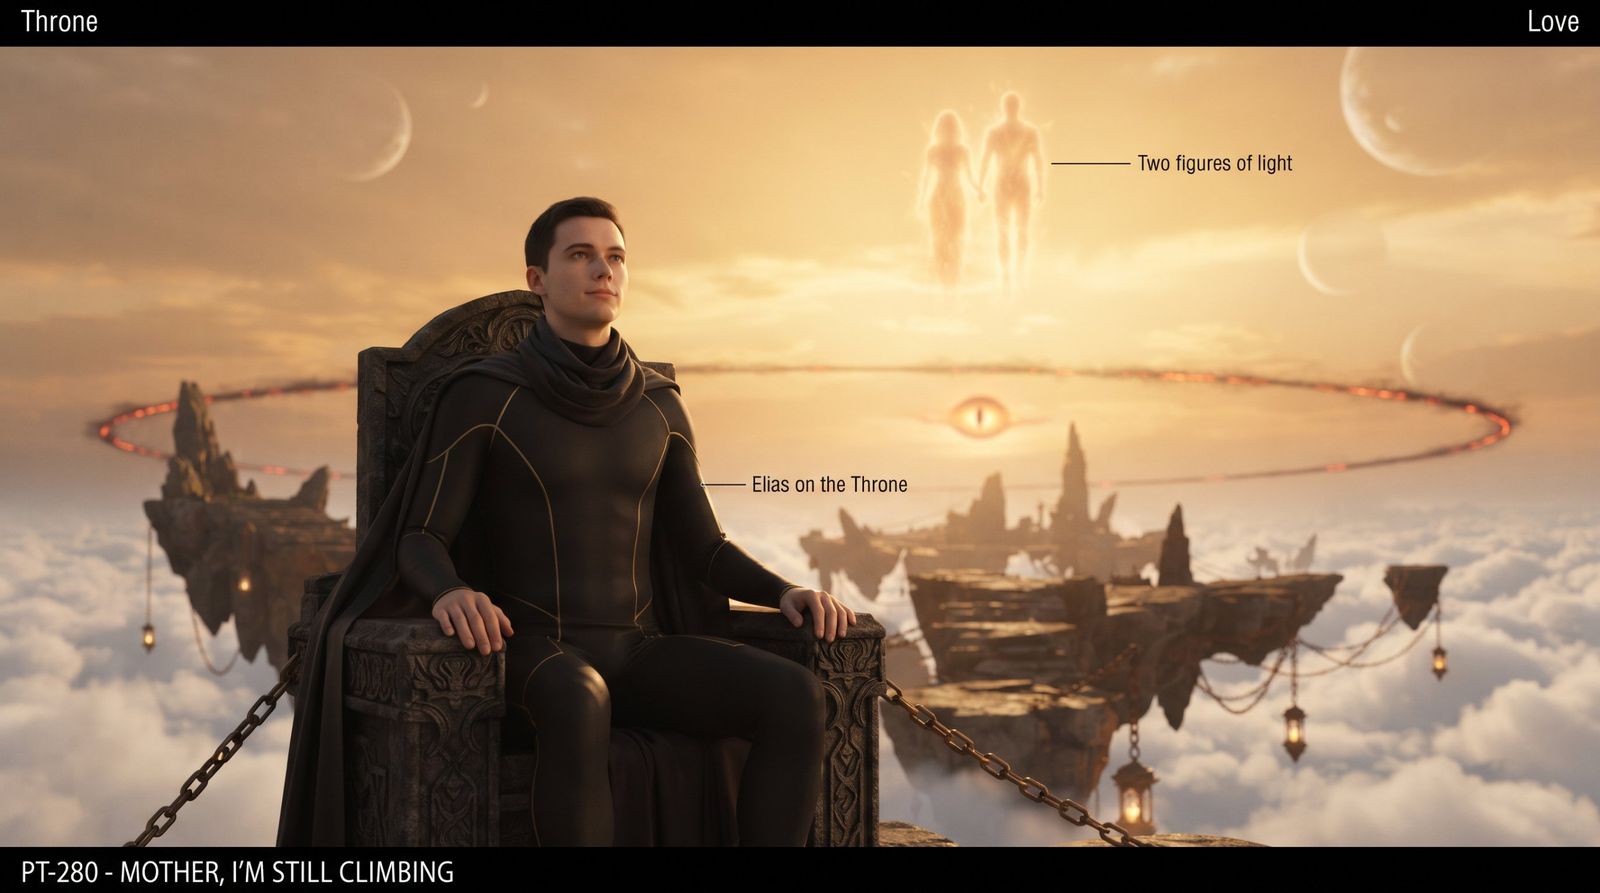 Throne
Love
Two figures of light
Elias on the Throne
PT-280 - MOTHER, I'M STILL CLIMBING